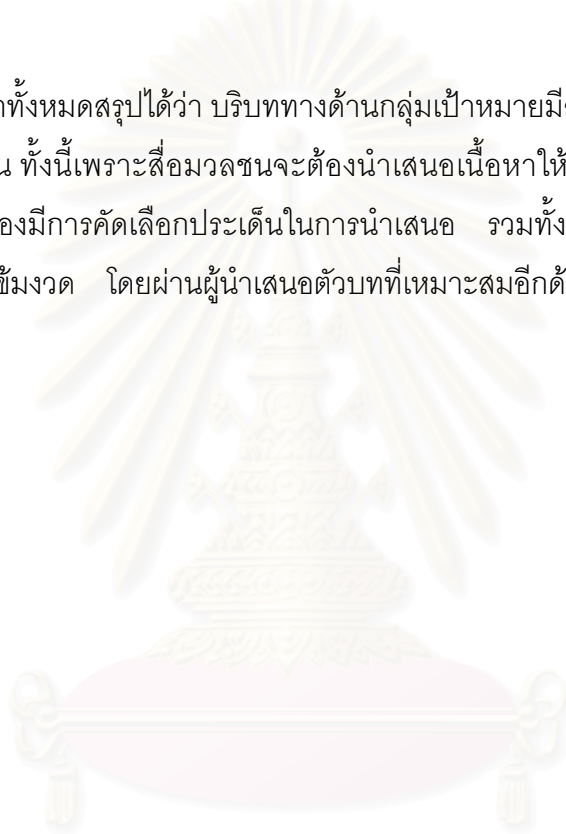 ทั้งหมดสรุปได้ว่า บริบททางด้านกลุ่มเป้าหมายมี
ทั้งนี้เพราะสื่อมวลชนจะต้องนำเสนอเนื้อหาให้
องมีการคัดเลือกประเด็นในการนำเสนอ รวมทั้ง
ข้มงวด โดยผ่านผู้นำเสนอตัวบทที่เหมาะสมอีกด้